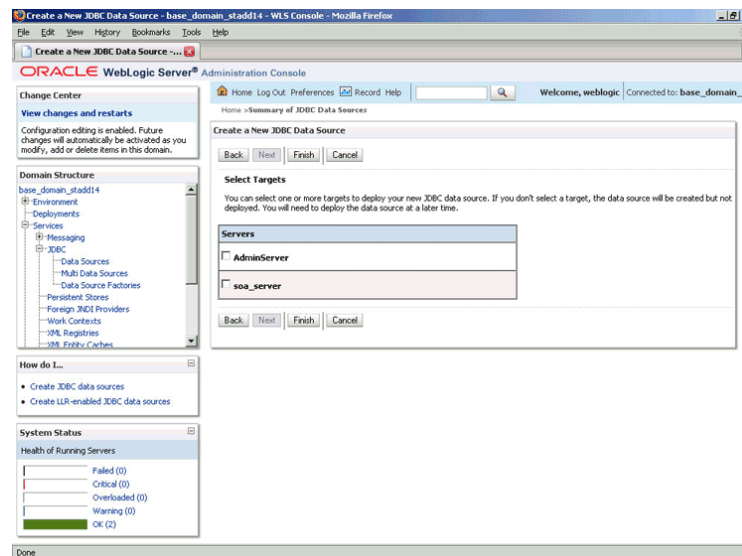 Create a New JDBC Data Source - base_domain_stadd14 - WLS Console - Mozilla Firefox
File Edit View History Bookmarks Tools Help
Create a New JDBC Data Source -...
ORACLE WebLogic Server® Administration Console
Change Center
View changes and restarts
Configuration editing is enabled. Future
changes will automatically be activated as you
modify, add or delete items in this domain.
Domain Structure
base_domain_stadd14
Environment
Deployments
Services
Messaging
JDBC
Data Sources
Multi Data Sources
Data Source Factories
Persistent Stores
Foreign JNDI Providers
Work Contexts
XML Registries
XML Entity Caches
How do I...
Create JDBC data sources
Create LLR-enabled JDBC data sources
System Status
Health of Running Servers
Failed (0)
Critical (0)
Overloaded (0)
Warning (0)
OK (2)
Home Log Out Preferences Record Help
Welcome, weblogic Connected to: base_domain_
Home >Summary of JDBC Data Sources
Create a New JDBC Data Source
Back Next Finish Cancel
Select Targets
You can select one or more targets to deploy your new JDBC data source. If you don't select a target, the data source will be created but not
deployed. You will need to deploy the data source at a later time.
Servers
AdminServer
soa_server
Back Next Finish Cancel
Done